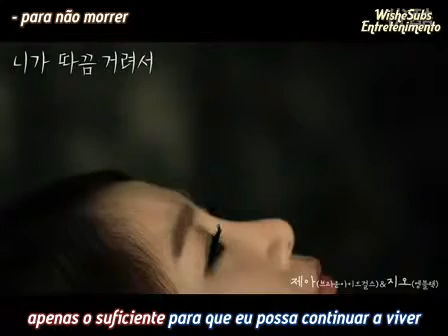 - para não morrer
WisheSubs
Entretenimento
니가 따끔 거려서
제아(브라운아이드걸스)&지오(엠블랙)
apenas o suficiente para que eu possa continuar a viver